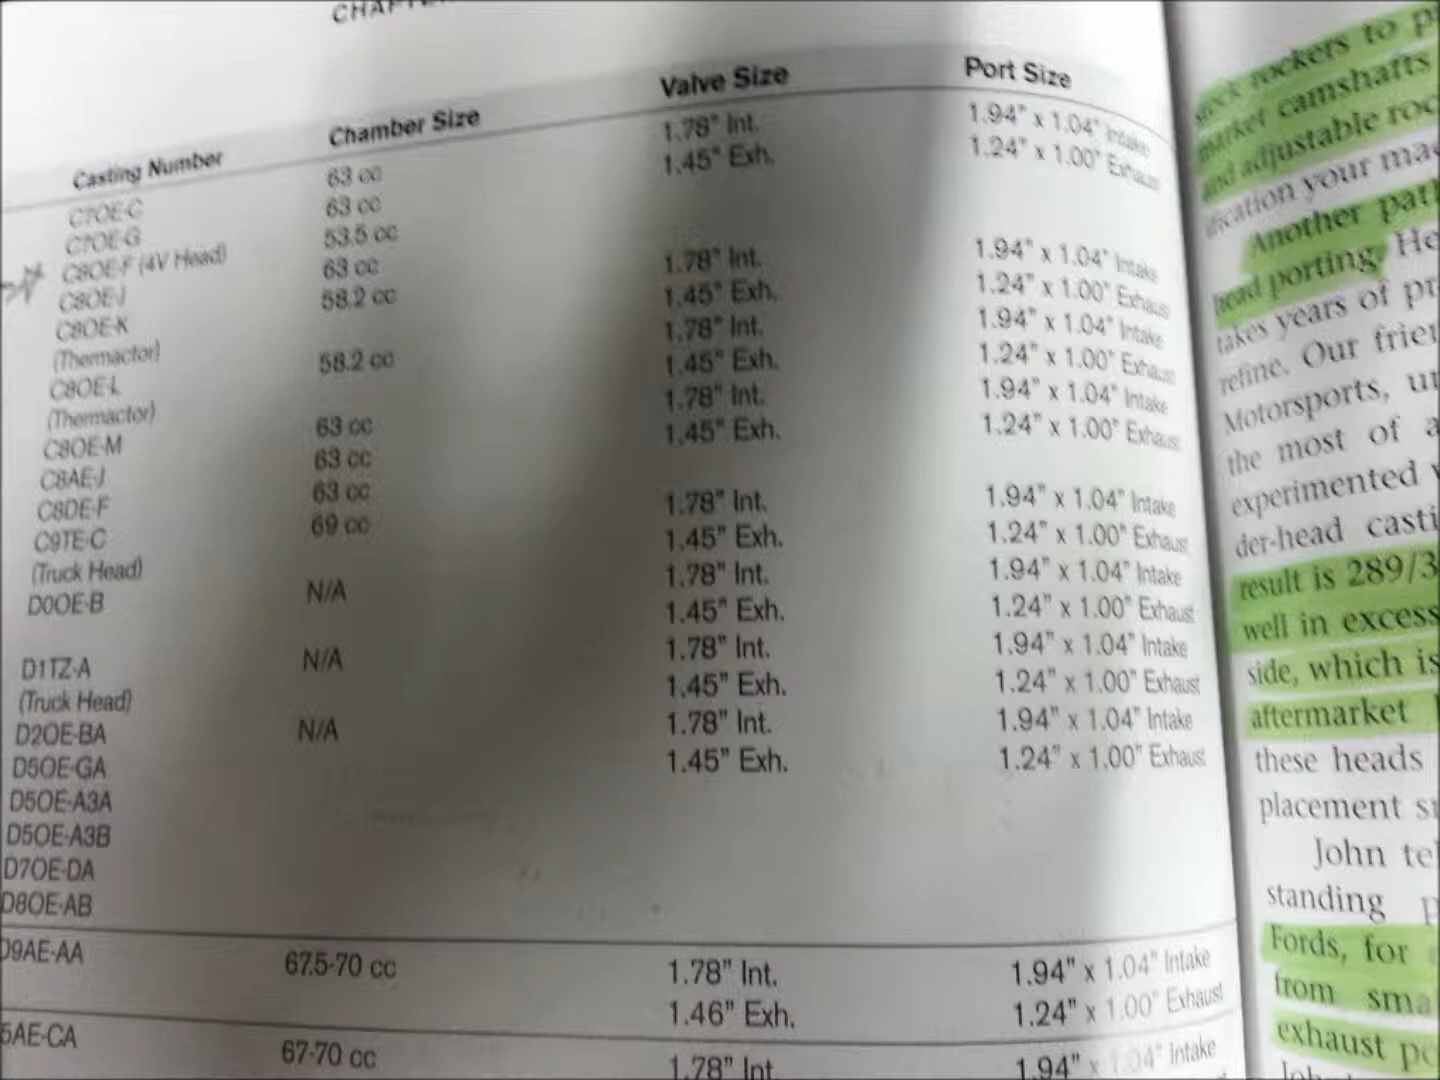 Casting Number Chamber Size Valve Size Port Size
C7OE-C 63 cc 1.78" Int. 1.94" x 1.04" Intake
C7OE-G 63 cc 1.45" Exh. 1.24" x 1.00" Exhaust
C8OE-F (4V Head) 53.5 cc
C8OE-J 63 cc 1.78" Int. 1.94" x 1.04" Intake
C8OE-K 58.2 cc 1.45" Exh. 1.24" x 1.00" Exhaust
(Thermactor) 1.78" Int. 1.94" x 1.04" Intake
C8OE-L 58.2 cc 1.45" Exh. 1.24" x 1.00" Exhaust
(Thermactor) 1.78" Int. 1.94" x 1.04" Intake
C8OE-M 63 cc 1.45" Exh. 1.24" x 1.00" Exhaust
C8AE-J 63 cc
C8DE-F 63 cc 1.78" Int. 1.94" x 1.04" Intake
C9TE-C 69 cc 1.45" Exh. 1.24" x 1.00" Exhaust
(Truck Head) 1.78" Int. 1.94" x 1.04" Intake
D0OE-B N/A 1.45" Exh. 1.24" x 1.00" Exhaust
1.78" Int. 1.94" x 1.04" Intake
D1TZ-A N/A 1.45" Exh. 1.24" x 1.00" Exhaust
(Truck Head) 1.78" Int. 1.94" x 1.04" Intake
D2OE-BA N/A 1.45" Exh. 1.24" x 1.00" Exhaust
D5OE-GA
D5OE-A3A
D5OE-A3B
D7OE-DA
D8OE-AB
D9AE-AA 67.5-70 cc 1.78" Int. 1.94" x 1.04" Intake
1.46" Exh. 1.24" x 1.00" Exhaust
5AE-CA 67-70 cc 1.78" Int. 1.94" x 1.04" Intake
rockers to
market camshafts
and adjustable
your
Another
head porting. He
takes years of
refine. Our
Motorsports,
the most of a
experimented
der-head
result is 289/3
well in excess
side, which is
aftermarket
these heads
placement
John
standing
Fords, for
from
exhaust